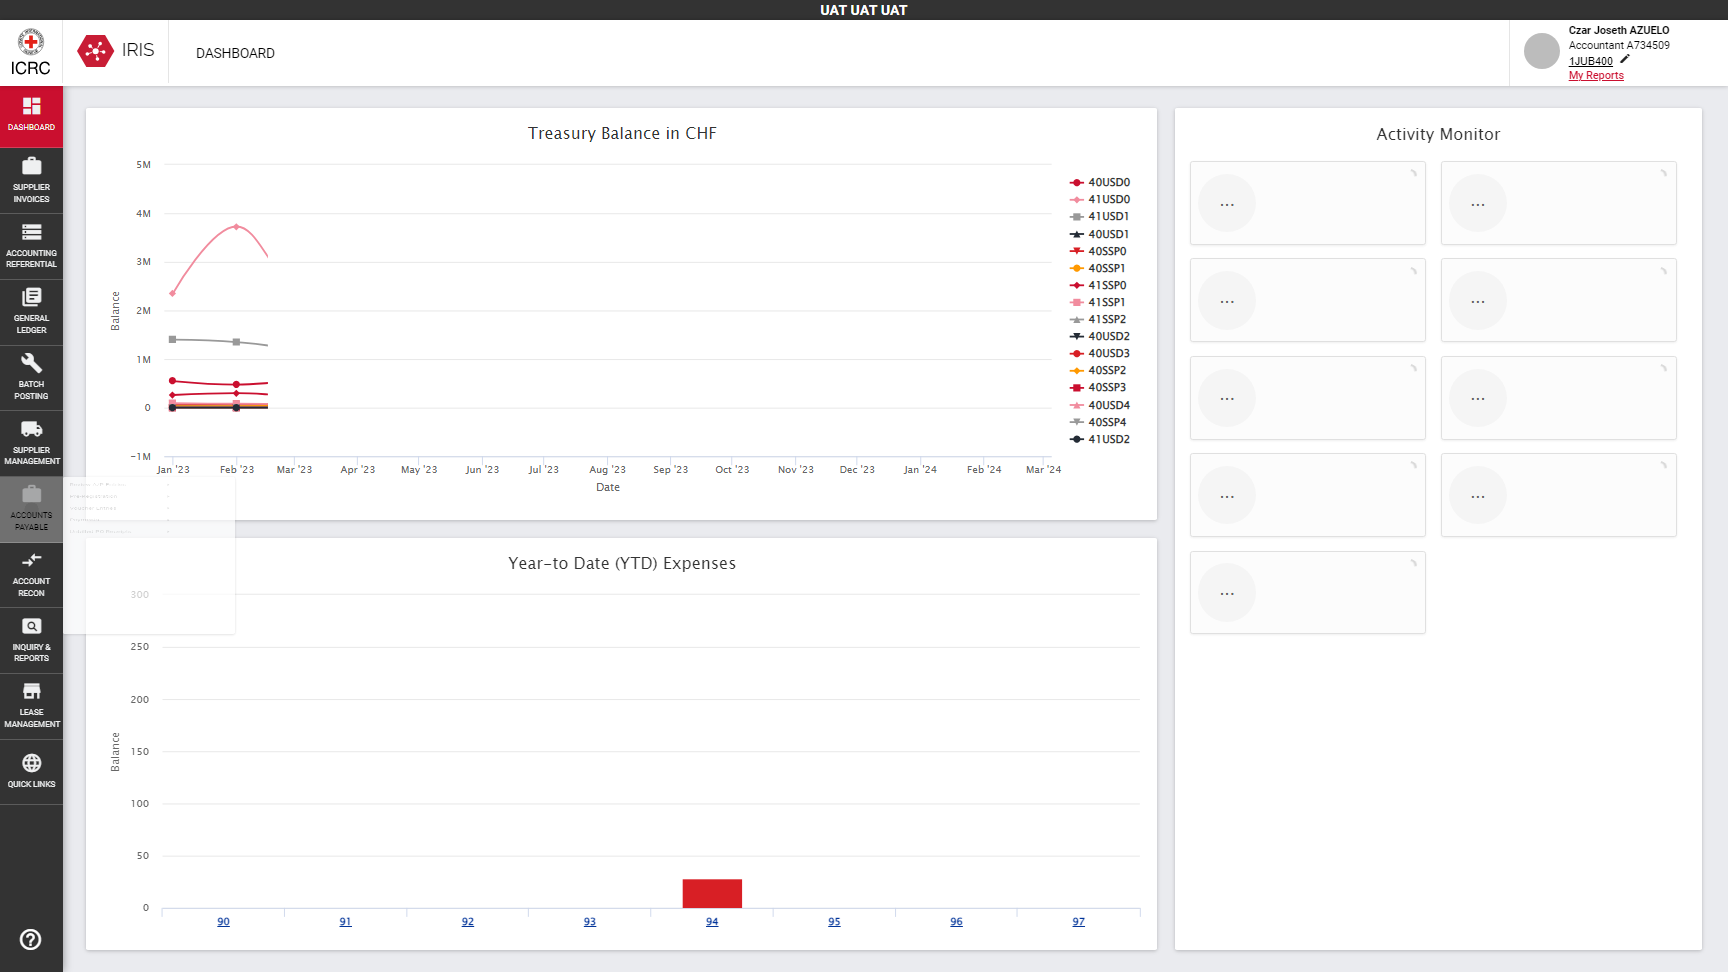 UAT UAT UAT
ICRC
IRIS
DASHBOARD
Czar Joseth AZUELO
Accountant A734509
1JUB400
My Reports
DASHBOARD
SUPPLIER
INVOICES
ACCOUNTING
REFERENTIAL
GENERAL
LEDGER
BATCH
POSTING
SUPPLIER
MANAGEMENT
ACCOUNTS
PAYABLE
ACCOUNT
RECON
INQUIRY &
REPORTS
LEASE
MANAGEMENT
QUICK LINKS
Treasury Balance in CHF
5M
4M
3M
2M
1M
0
−1M
Balance
Jan '23 Feb '23 Mar '23 Apr '23 May '23 Jun '23 Jul '23 Aug '23 Sep '23 Oct '23 Nov '23 Dec '23 Jan '24 Feb '24 Mar '24
Date
40USD0
41USD0
41USD1
40USD1
40SSP0
40SSP1
41SSP0
41SSP1
41SSP2
40USD2
40USD3
40SSP2
40SSP3
40USD4
40SSP4
41USD2
Year-to Date (YTD) Expenses
300
250
200
150
100
50
0
Balance
90 91 92 93 94 95 96 97
Activity Monitor
... ...
... ...
... ...
... ...
...